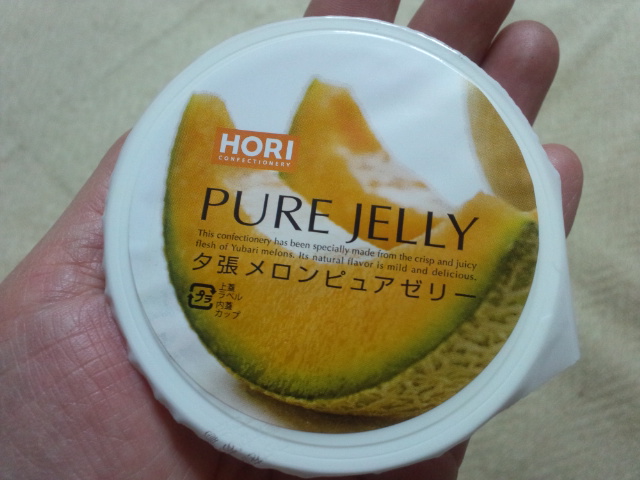 HORI
CONFECTIONERY
PURE JELLY
This confectionery has been specially made from the crisp and juicy
flesh of Yubari melons. Its natural flavor is mild and delicious.
夕張メロンピュアゼリー
プラ
上蓋
ラベル
内蓋
カップ